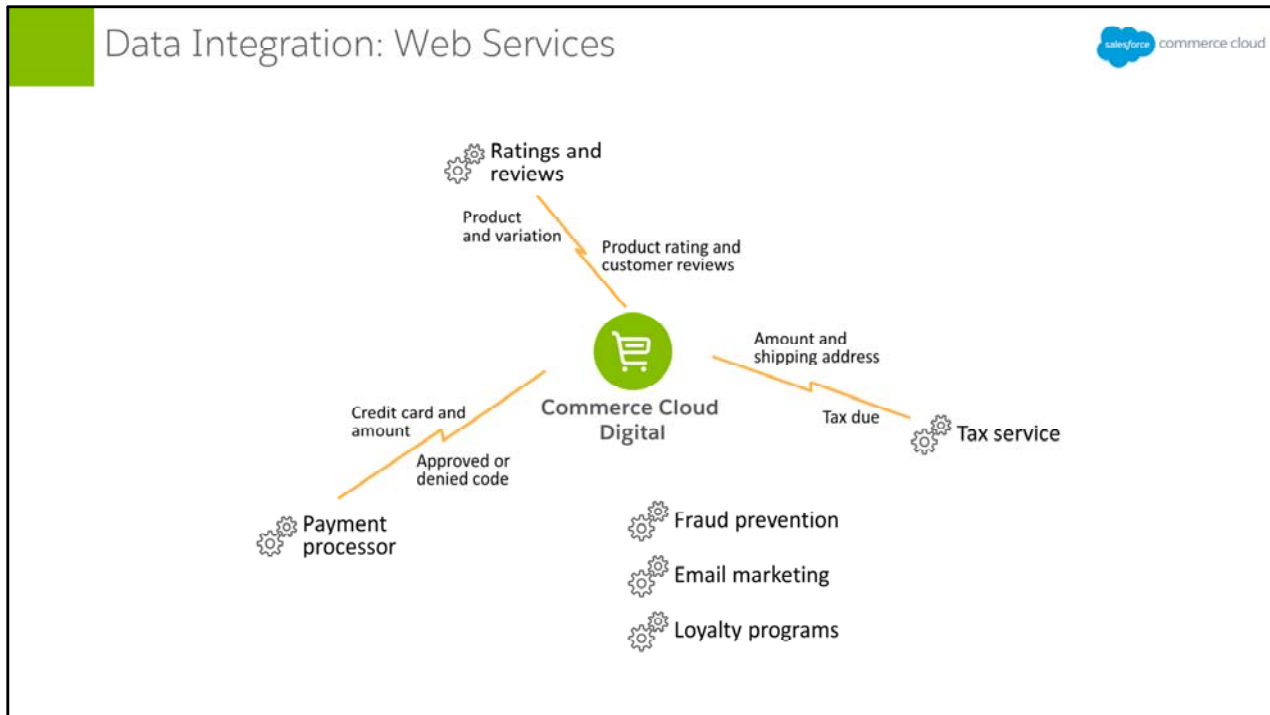 Data Integration: Web Services
salesforce commerce cloud
Ratings and
reviews
Product
and variation
Product rating and
customer reviews
Amount and
shipping address
Tax due
Tax service
Commerce Cloud
Digital
Credit card and
amount
Approved or
denied code
Payment
processor
Fraud prevention
Email marketing
Loyalty programs